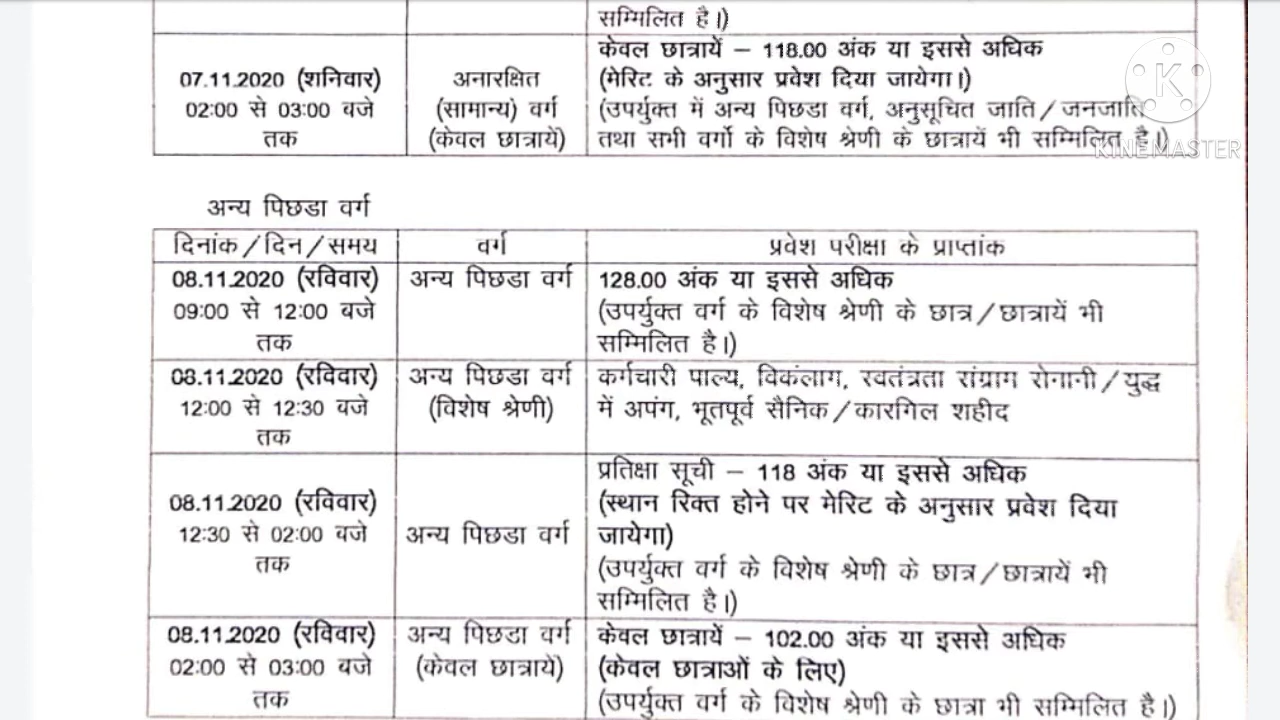 सम्मिलित है।)
07.11.2020 (शनिवार)
02:00 से 03:00 बजे
तक
अनारक्षित
(सामान्य) वर्ग
(केवल छात्रायें)
केवल छात्रायें – 118.00 अंक या इससे अधिक
(मेरिट के अनुसार प्रवेश दिया जायेगा।)
(उपर्युक्त में अन्य पिछडा वर्ग, अनुसूचित जाति/जनजाति
तथा सभी वर्गो के विशेष श्रेणी के छात्रायें भी सम्मिलित है।)
K
KINEMASTER
अन्य पिछडा वर्ग
दिनांक/दिन/समय
वर्ग
प्रवेश परीक्षा के प्राप्तांक
08.11.2020 (रविवार)
09:00 से 12:00 बजे
तक
अन्य पिछडा वर्ग
128.00 अंक या इससे अधिक
(उपर्युक्त वर्ग के विशेष श्रेणी के छात्र/छात्रायें भी
सम्मिलित है।)
08.11.2020 (रविवार)
12:00 से 12:30 बजे
तक
अन्य पिछडा वर्ग
(विशेष श्रेणी)
कर्मचारी पाल्य, विकंलाग, स्वतंत्रता संग्राम सेनानी/युद्ध
में अपंग, भूतपूर्व सैनिक/कारगिल शहीद
08.11.2020 (रविवार)
12:30 से 02:00 बजे
तक
अन्य पिछडा वर्ग
प्रतिक्षा सूची – 118 अंक या इससे अधिक
(स्थान रिक्त होने पर मेरिट के अनुसार प्रवेश दिया
जायेगा)
(उपर्युक्त वर्ग के विशेष श्रेणी के छात्र/छात्रायें भी
सम्मिलित है।)
08.11.2020 (रविवार)
02:00 से 03:00 बजे
तक
अन्य पिछडा वर्ग
(केवल छात्रायें)
केवल छात्रायें – 102.00 अंक या इससे अधिक
(केवल छात्राओं के लिए)
(उपर्युक्त वर्ग के विशेष श्रेणी के छात्रा भी सम्मिलित है।)